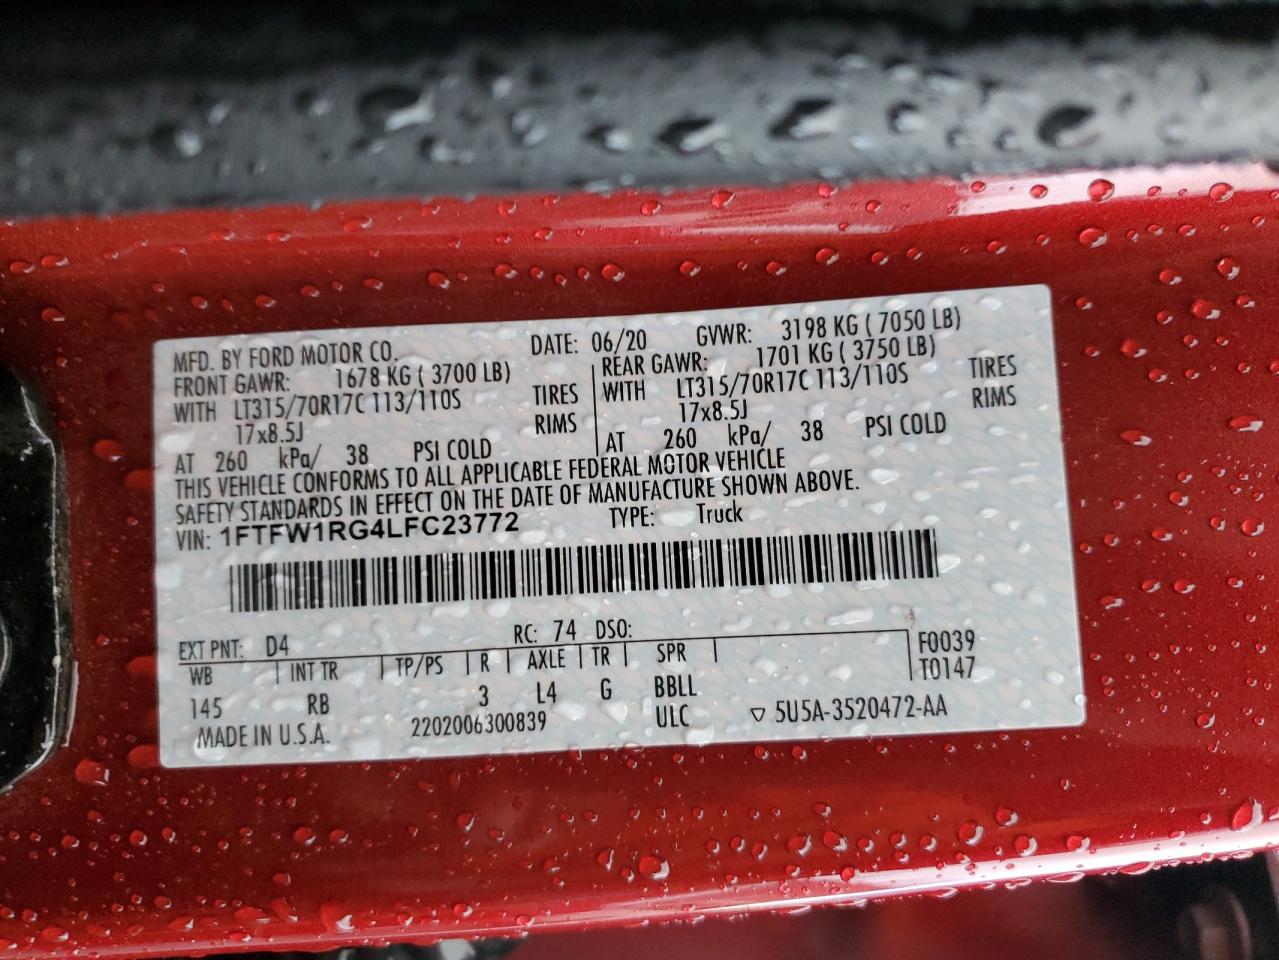 MFD. BY FORD MOTOR CO. DATE: 06/20 GVWR: 3198 KG ( 7050 LB)
FRONT GAWR: 1678 KG ( 3700 LB) REAR GAWR: 1701 KG ( 3750 LB)
WITH LT315/70R17C 113/110S TIRES WITH LT315/70R17C 113/110S TIRES
17x8.5J RIMS 17x8.5J RIMS
AT 260 kPa/ 38 PSI COLD AT 260 kPa/ 38 PSI COLD
THIS VEHICLE CONFORMS TO ALL APPLICABLE FEDERAL MOTOR VEHICLE
SAFETY STANDARDS IN EFFECT ON THE DATE OF MANUFACTURE SHOWN ABOVE.
VIN: 1FTFW1RG4LFC23772 TYPE: Truck
EXT PNT: D4 RC: 74 DSO:
WB INT TR TP/PS R AXLE TR SPR F0039
T0147
145 RB 3 L4 G BBLL
MADE IN U.S.A. 2202006300839 ULC ▽ 5U5A-3520472-AA